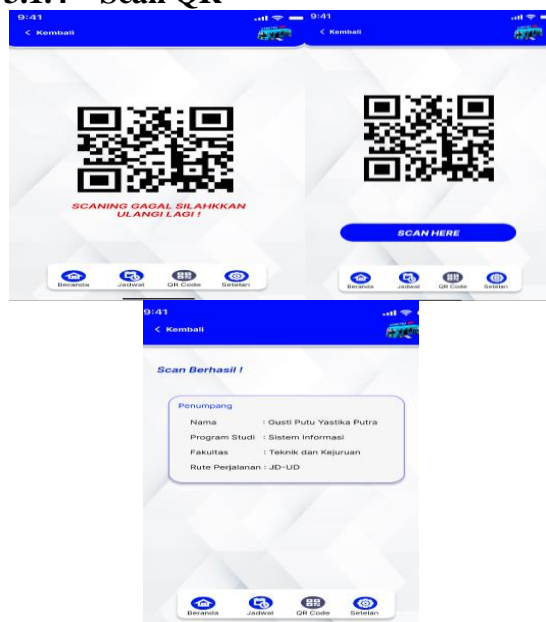 3.1.4 Scan QR
9:41
< Kembali
SCANING GAGAL SILAHKKAN
ULANGI LAGI !
Beranda Jadwal QR Code Setelan
9:41
< Kembali
SCAN HERE
Beranda Jadwal QR Code Setelan
9:41
< Kembali
Scan Berhasil !
Penumpang
Nama : Gusti Putu Yastika Putra
Program Studi : Sistem Informasi
Fakultas : Teknik dan Kejuruan
Rute Perjalanan : JD-UD
Beranda Jadwal QR Code Setelan